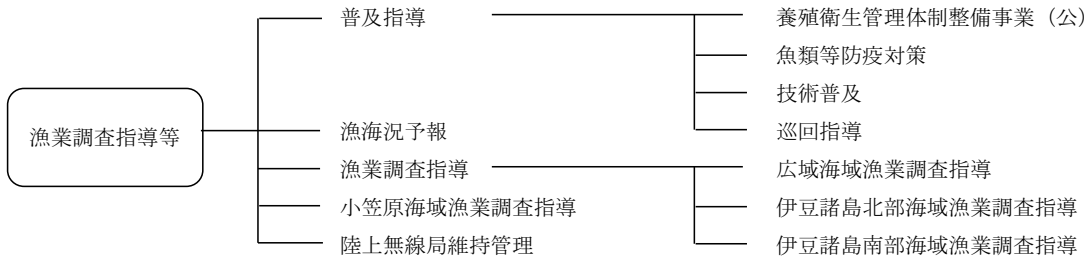 漁業調査指導等
普及指導
養殖衛生管理体制整備事業（公）
魚類等防疫対策
技術普及
巡回指導
漁海況予報
漁業調査指導
広域海域漁業調査指導
伊豆諸島北部海域漁業調査指導
伊豆諸島南部海域漁業調査指導
小笠原海域漁業調査指導
陸上無線局維持管理